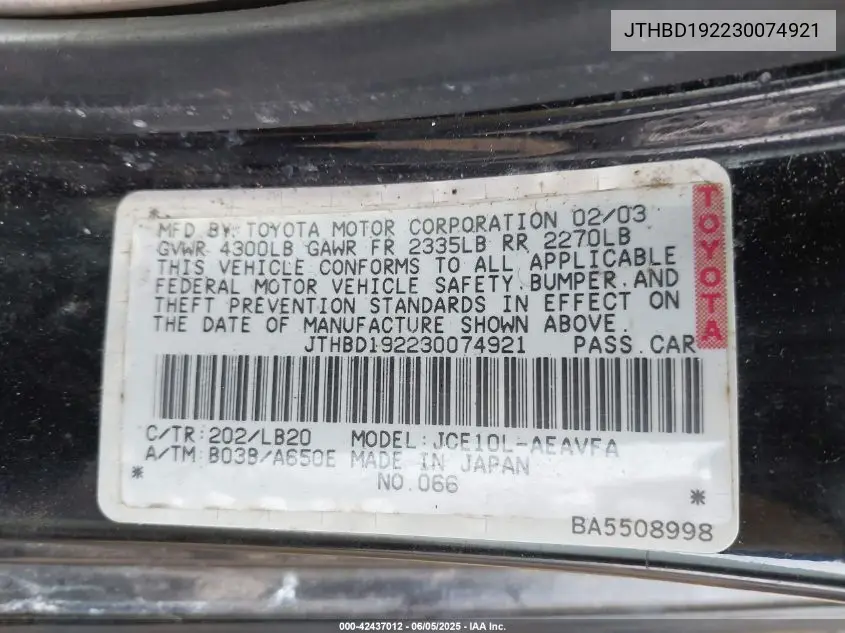 JTHBD192230074921
MFD BY: TOYOTA MOTOR CORPORATION 02/03
GVWR 4300LB GAWR FR 2335LB RR 2270LB
THIS VEHICLE CONFORMS TO ALL APPLICABLE
FEDERAL MOTOR VEHICLE SAFETY, BUMPER, AND
THEFT PREVENTION STANDARDS IN EFFECT ON
THE DATE OF MANUFACTURE SHOWN ABOVE.
JTHBD192230074921 PASS. CAR
TOYOTA
C/TR: 202/LB20 MODEL: JCE10L-AEAVFA
A/TM: B03B/A650E MADE IN JAPAN
* NO.066 *
BA5508998
000-42437012 - 06/05/2025 - IAA Inc.